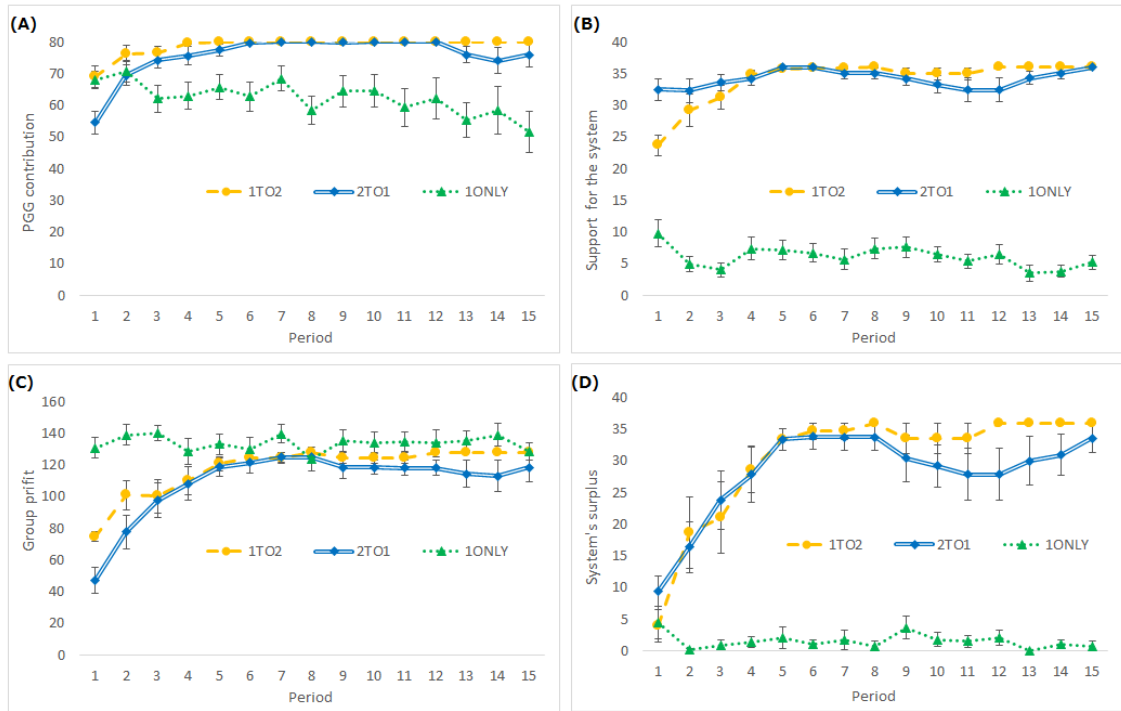 (A)
PGG contribution
80
70
60
50
40
30
20
10
0
1TO2 2TO1 1ONLY
1 2 3 4 5 6 7 8 9 10 11 12 13 14 15
Period
(B)
Support for the system
40
35
30
25
20
15
10
5
0
1TO2 2TO1 1ONLY
1 2 3 4 5 6 7 8 9 10 11 12 13 14 15
Period
(C)
Group prifit
160
140
120
100
80
60
40
20
0
1TO2 2TO1 1ONLY
1 2 3 4 5 6 7 8 9 10 11 12 13 14 15
Period
(D)
System's surplus
40
35
30
25
20
15
10
5
0
1TO2 2TO1 1ONLY
1 2 3 4 5 6 7 8 9 10 11 12 13 14 15
Period